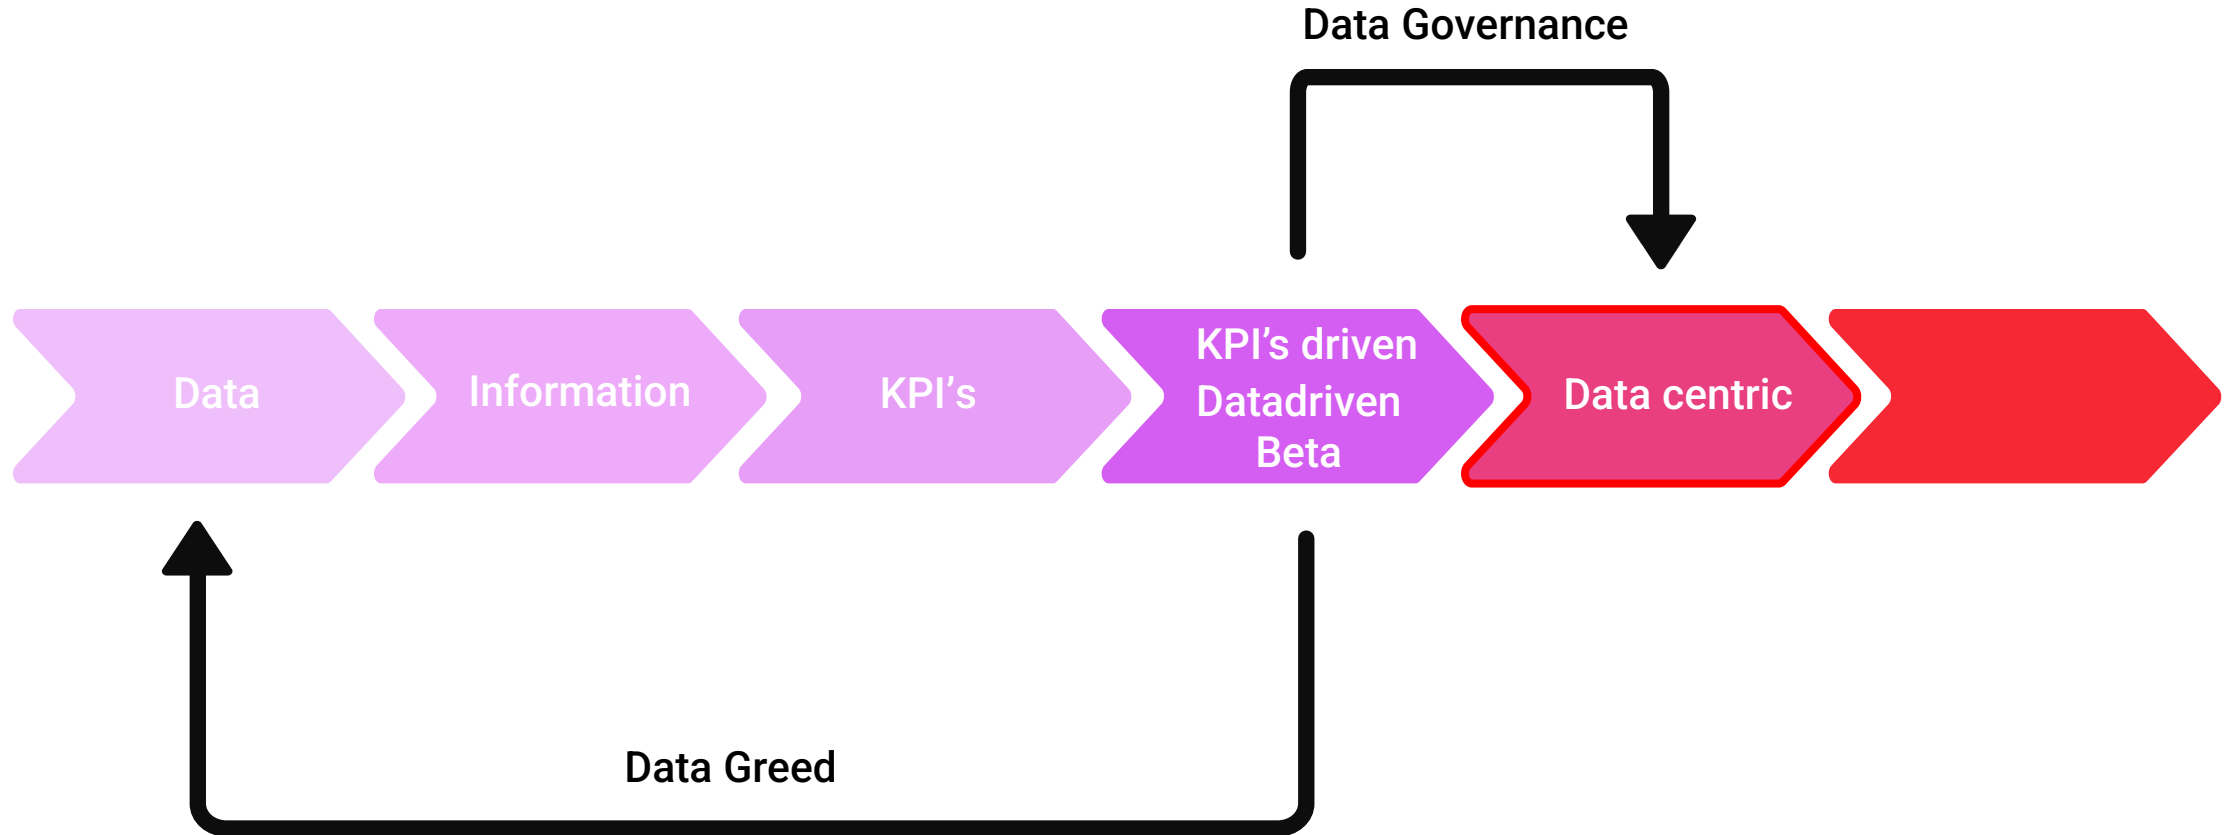 Data Governance
Data
Information
KPI’s
KPI’s driven
Datadriven
Beta
Data centric
Data Greed